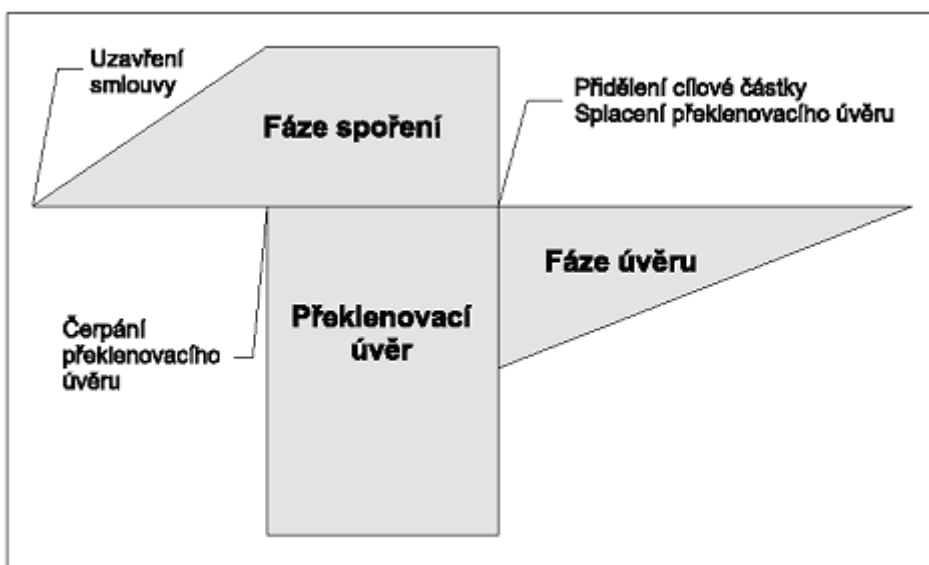 Uzavření
smlouvy
Fáze spoření
Přidělení cílové částky
Splacení překlenovacího úvěru
Fáze úvěru
Překlenovací
úvěr
Čerpání
překlenovacího
úvěru